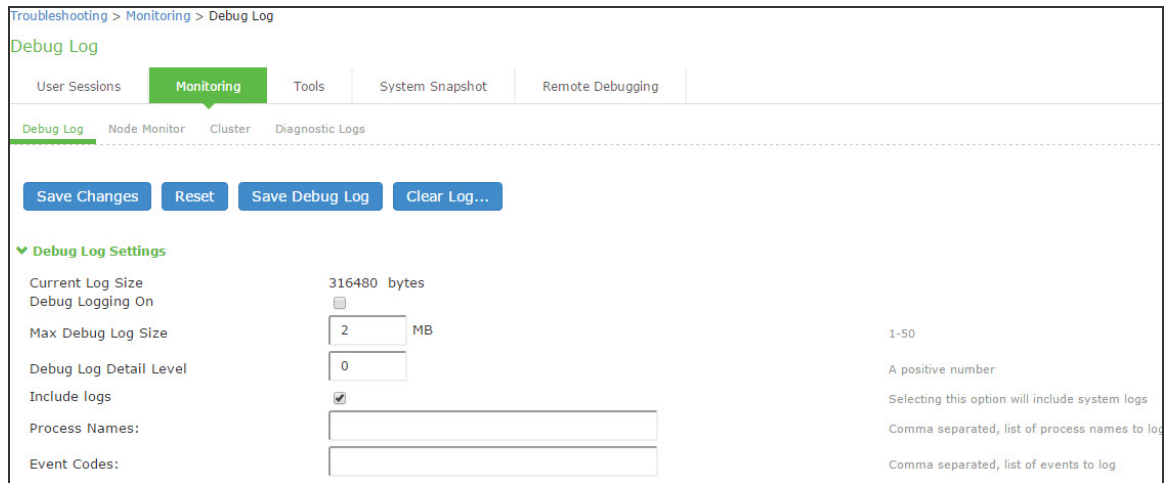 Troubleshooting > Monitoring > Debug Log
Debug Log
User Sessions Monitoring Tools System Snapshot Remote Debugging
Debug Log Node Monitor Cluster Diagnostic Logs
Save Changes Reset Save Debug Log Clear Log...
Debug Log Settings
Current Log Size 316480 bytes
Debug Logging On
Max Debug Log Size 2 MB 1-50
Debug Log Detail Level 0 A positive number
Include logs Selecting this option will include system logs
Process Names: Comma separated, list of process names to log
Event Codes: Comma separated, list of events to log